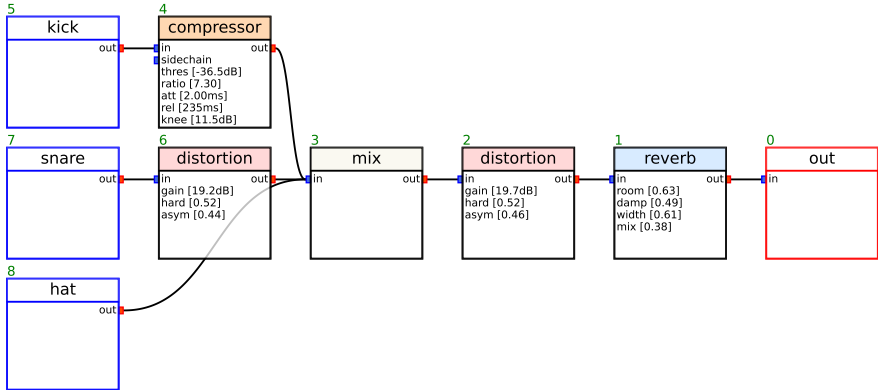 5
kick
out
4
compressor
in
out
sidechain
thres [-36.5dB]
ratio [7.30]
att [2.00ms]
rel [235ms]
knee [11.5dB]
7
snare
out
6
distortion
in
out
gain [19.2dB]
hard [0.52]
asym [0.44]
3
mix
in
out
2
distortion
in
out
gain [19.7dB]
hard [0.52]
asym [0.46]
1
reverb
in
out
room [0.63]
damp [0.49]
width [0.61]
mix [0.38]
0
out
in
8
hat
out